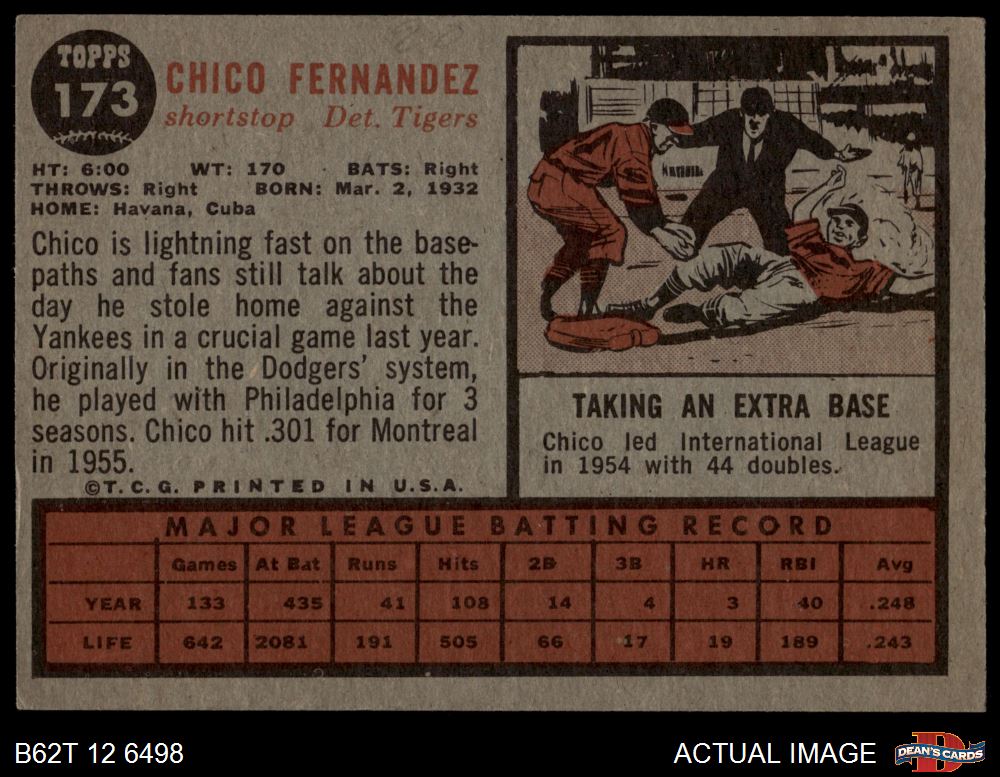 TOPPS
173
CHICO FERNANDEZ
shortstop Det. Tigers
HT: 6:00 WT: 170 BATS: Right
THROWS: Right BORN: Mar. 2, 1932
HOME: Havana, Cuba
Chico is lightning fast on the base-
paths and fans still talk about the
day he stole home against the
Yankees in a crucial game last year.
Originally in the Dodgers' system,
he played with Philadelphia for 3
seasons. Chico hit .301 for Montreal
in 1955.
©T.C.G. PRINTED IN U.S.A.
TAKING AN EXTRA BASE
Chico led International League
in 1954 with 44 doubles.
MAJOR LEAGUE BATTING RECORD
Games At Bat Runs Hits 2B 3B HR RBI Avg
YEAR 133 435 41 108 14 4 3 40 .248
LIFE 642 2081 191 505 66 17 19 189 .243
B62T 12 6498
ACTUAL IMAGE
D
DEAN'S CARDS